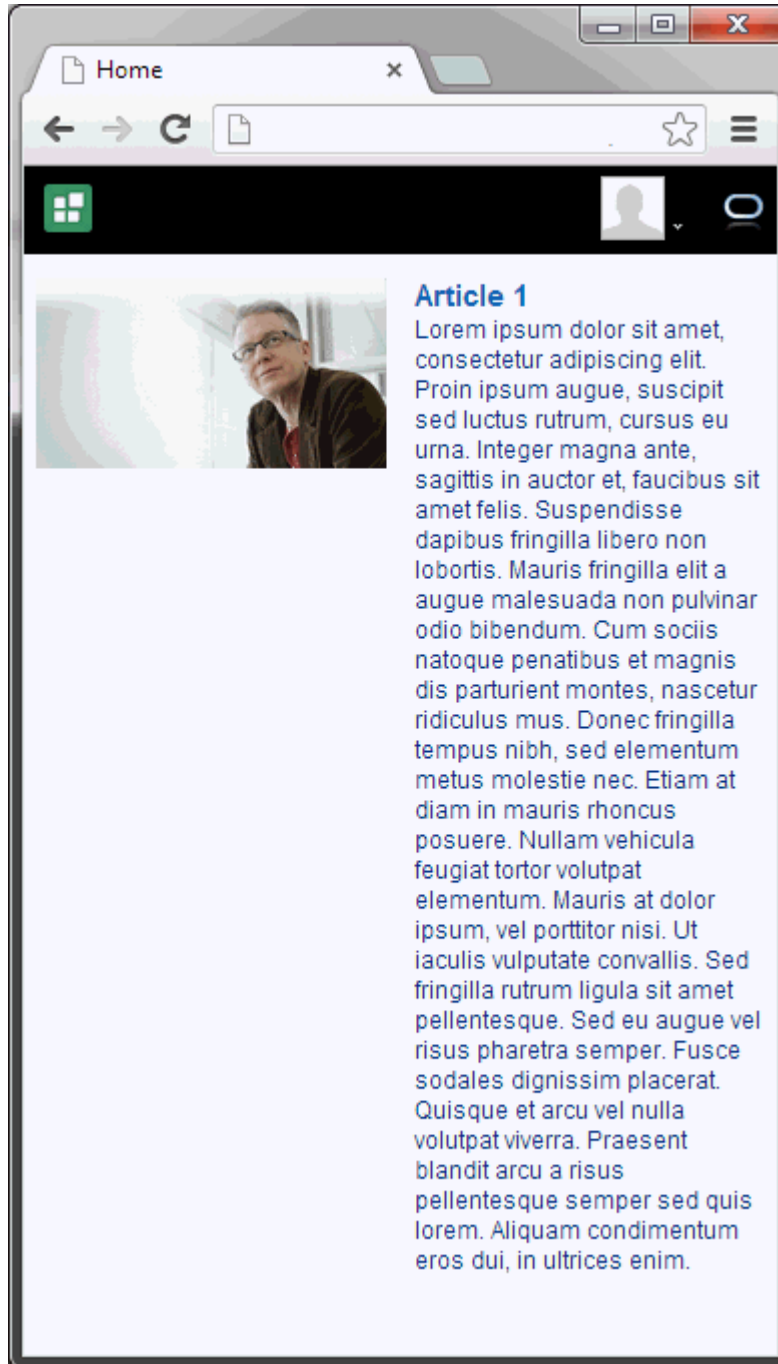 Home
Article 1
Lorem ipsum dolor sit amet,
consectetur adipiscing elit.
Proin ipsum augue, suscipit
sed luctus rutrum, cursus eu
urna. Integer magna ante,
sagittis in auctor et, faucibus sit
amet felis. Suspendisse
dapibus fringilla libero non
lobortis. Mauris fringilla elit a
augue malesuada non pulvinar
odio bibendum. Cum sociis
natoque penatibus et magnis
dis parturient montes, nascetur
ridiculus mus. Donec fringilla
tempus nibh, sed elementum
metus molestie nec. Etiam at
diam in mauris rhoncus
posuere. Nullam vehicula
feugiat tortor volutpat
elementum. Mauris at dolor
ipsum, vel porttitor nisi. Ut
iaculis vulputate convallis. Sed
fringilla rutrum ligula sit amet
pellentesque. Sed eu augue vel
risus pharetra semper. Fusce
sodales dignissim placerat.
Quisque et arcu vel nulla
volutpat viverra. Praesent
blandit arcu a risus
pellentesque semper sed quis
lorem. Aliquam condimentum
eros dui, in ultrices enim.